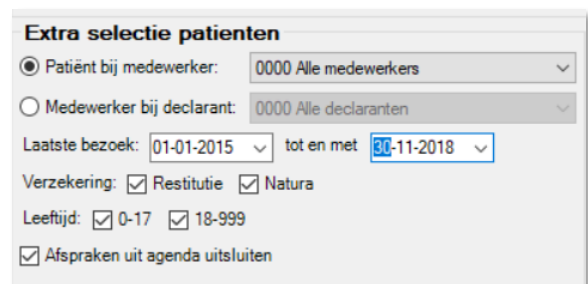 Extra selectie patienten
Patiënt bij medewerker: 0000 Alle medewerkers
Medewerker bij declarant: 0000 Alle declaranten
Laatste bezoek: 01-01-2015 tot en met 30-11-2018
Verzekering: Restitutie Natura
Leeftijd: 0-17 18-999
Afspraken uit agenda uitsluiten